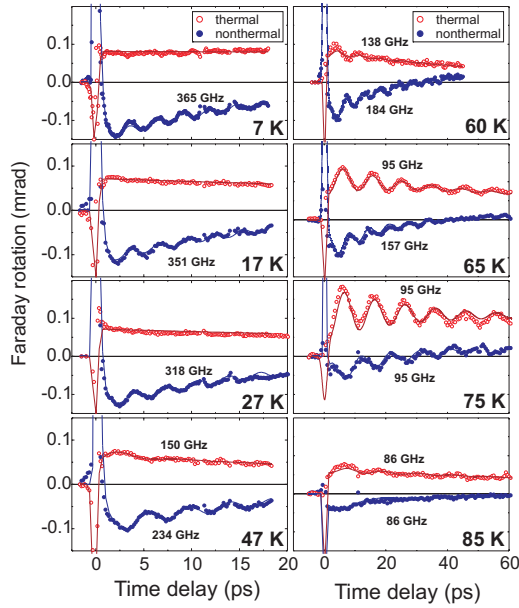 thermal
nonthermal
0.1
0.0
-0.1
365 GHz
7 K
0.1
0.0
-0.1
351 GHz
17 K
0.1
0.0
-0.1
318 GHz
27 K
0.1
0.0
-0.1
150 GHz
234 GHz
47 K
0 5 10 15 20
Time delay (ps)
Faraday rotation (mrad)
thermal
nonthermal
138 GHz
184 GHz
60 K
95 GHz
157 GHz
65 K
95 GHz
95 GHz
75 K
86 GHz
86 GHz
85 K
0 20 40 60
Time delay (ps)